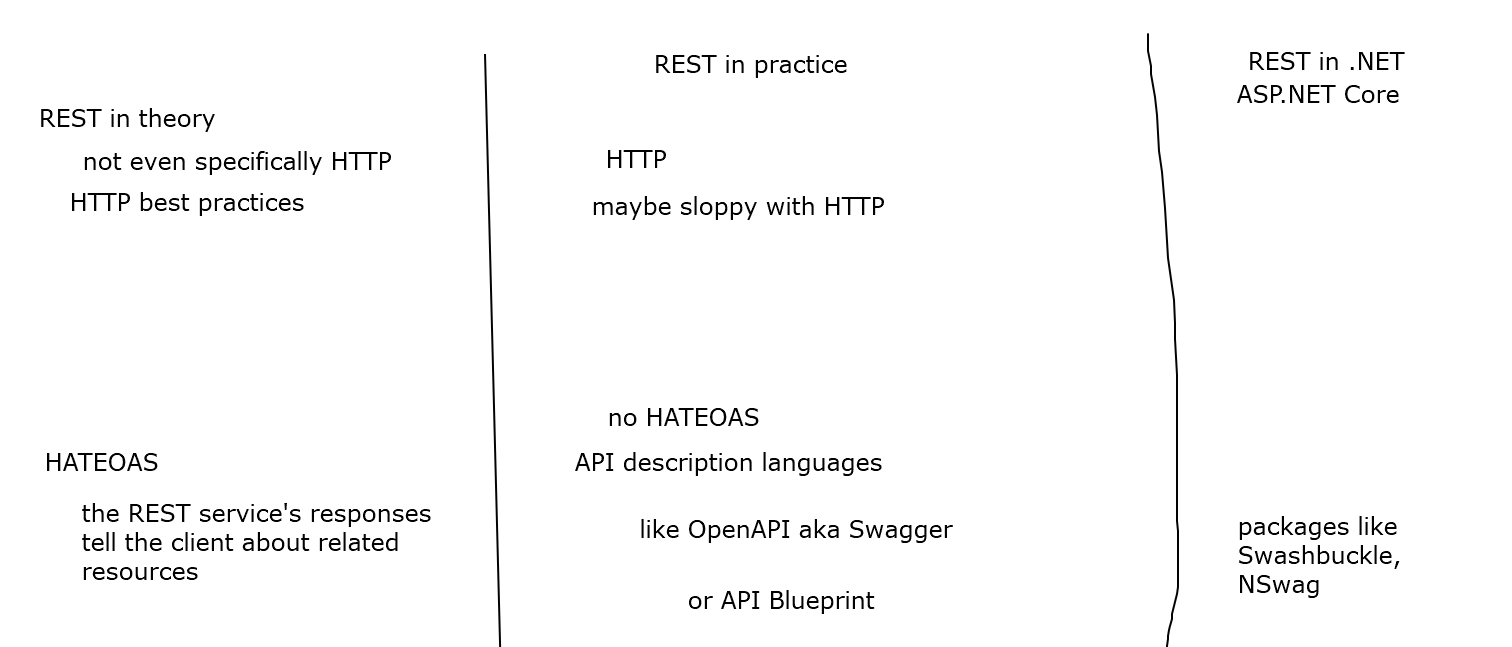 REST in theory
not even specifically HTTP
HTTP best practices
HATEOAS
the REST service's responses
tell the client about related
resources
REST in practice
HTTP
maybe sloppy with HTTP
no HATEOAS
API description languages
like OpenAPI aka Swagger
or API Blueprint
REST in .NET
ASP.NET Core
packages like
Swashbuckle,
NSwag